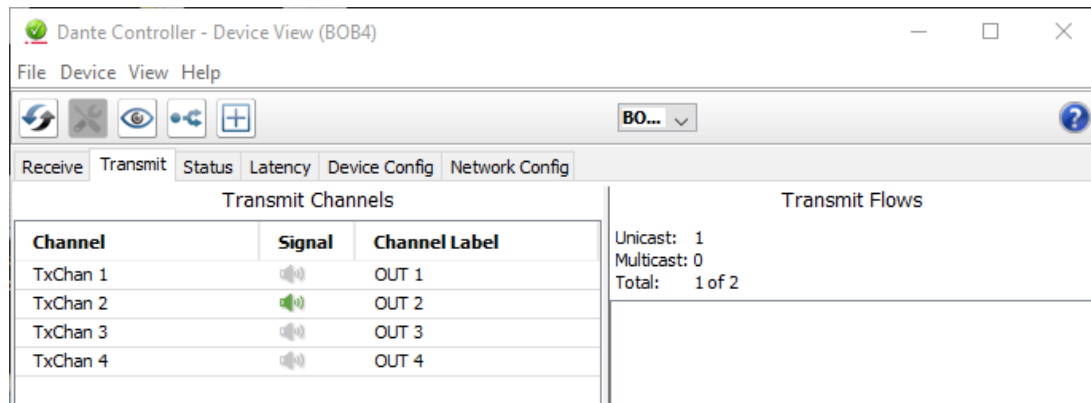 Dante Controller - Device View (BOB4)
File Device View Help
BO...
Receive Transmit Status Latency Device Config Network Config
Transmit Channels
Channel Signal Channel Label
TxChan 1 OUT 1
TxChan 2 OUT 2
TxChan 3 OUT 3
TxChan 4 OUT 4
Transmit Flows
Unicast: 1
Multicast: 0
Total: 1 of 2